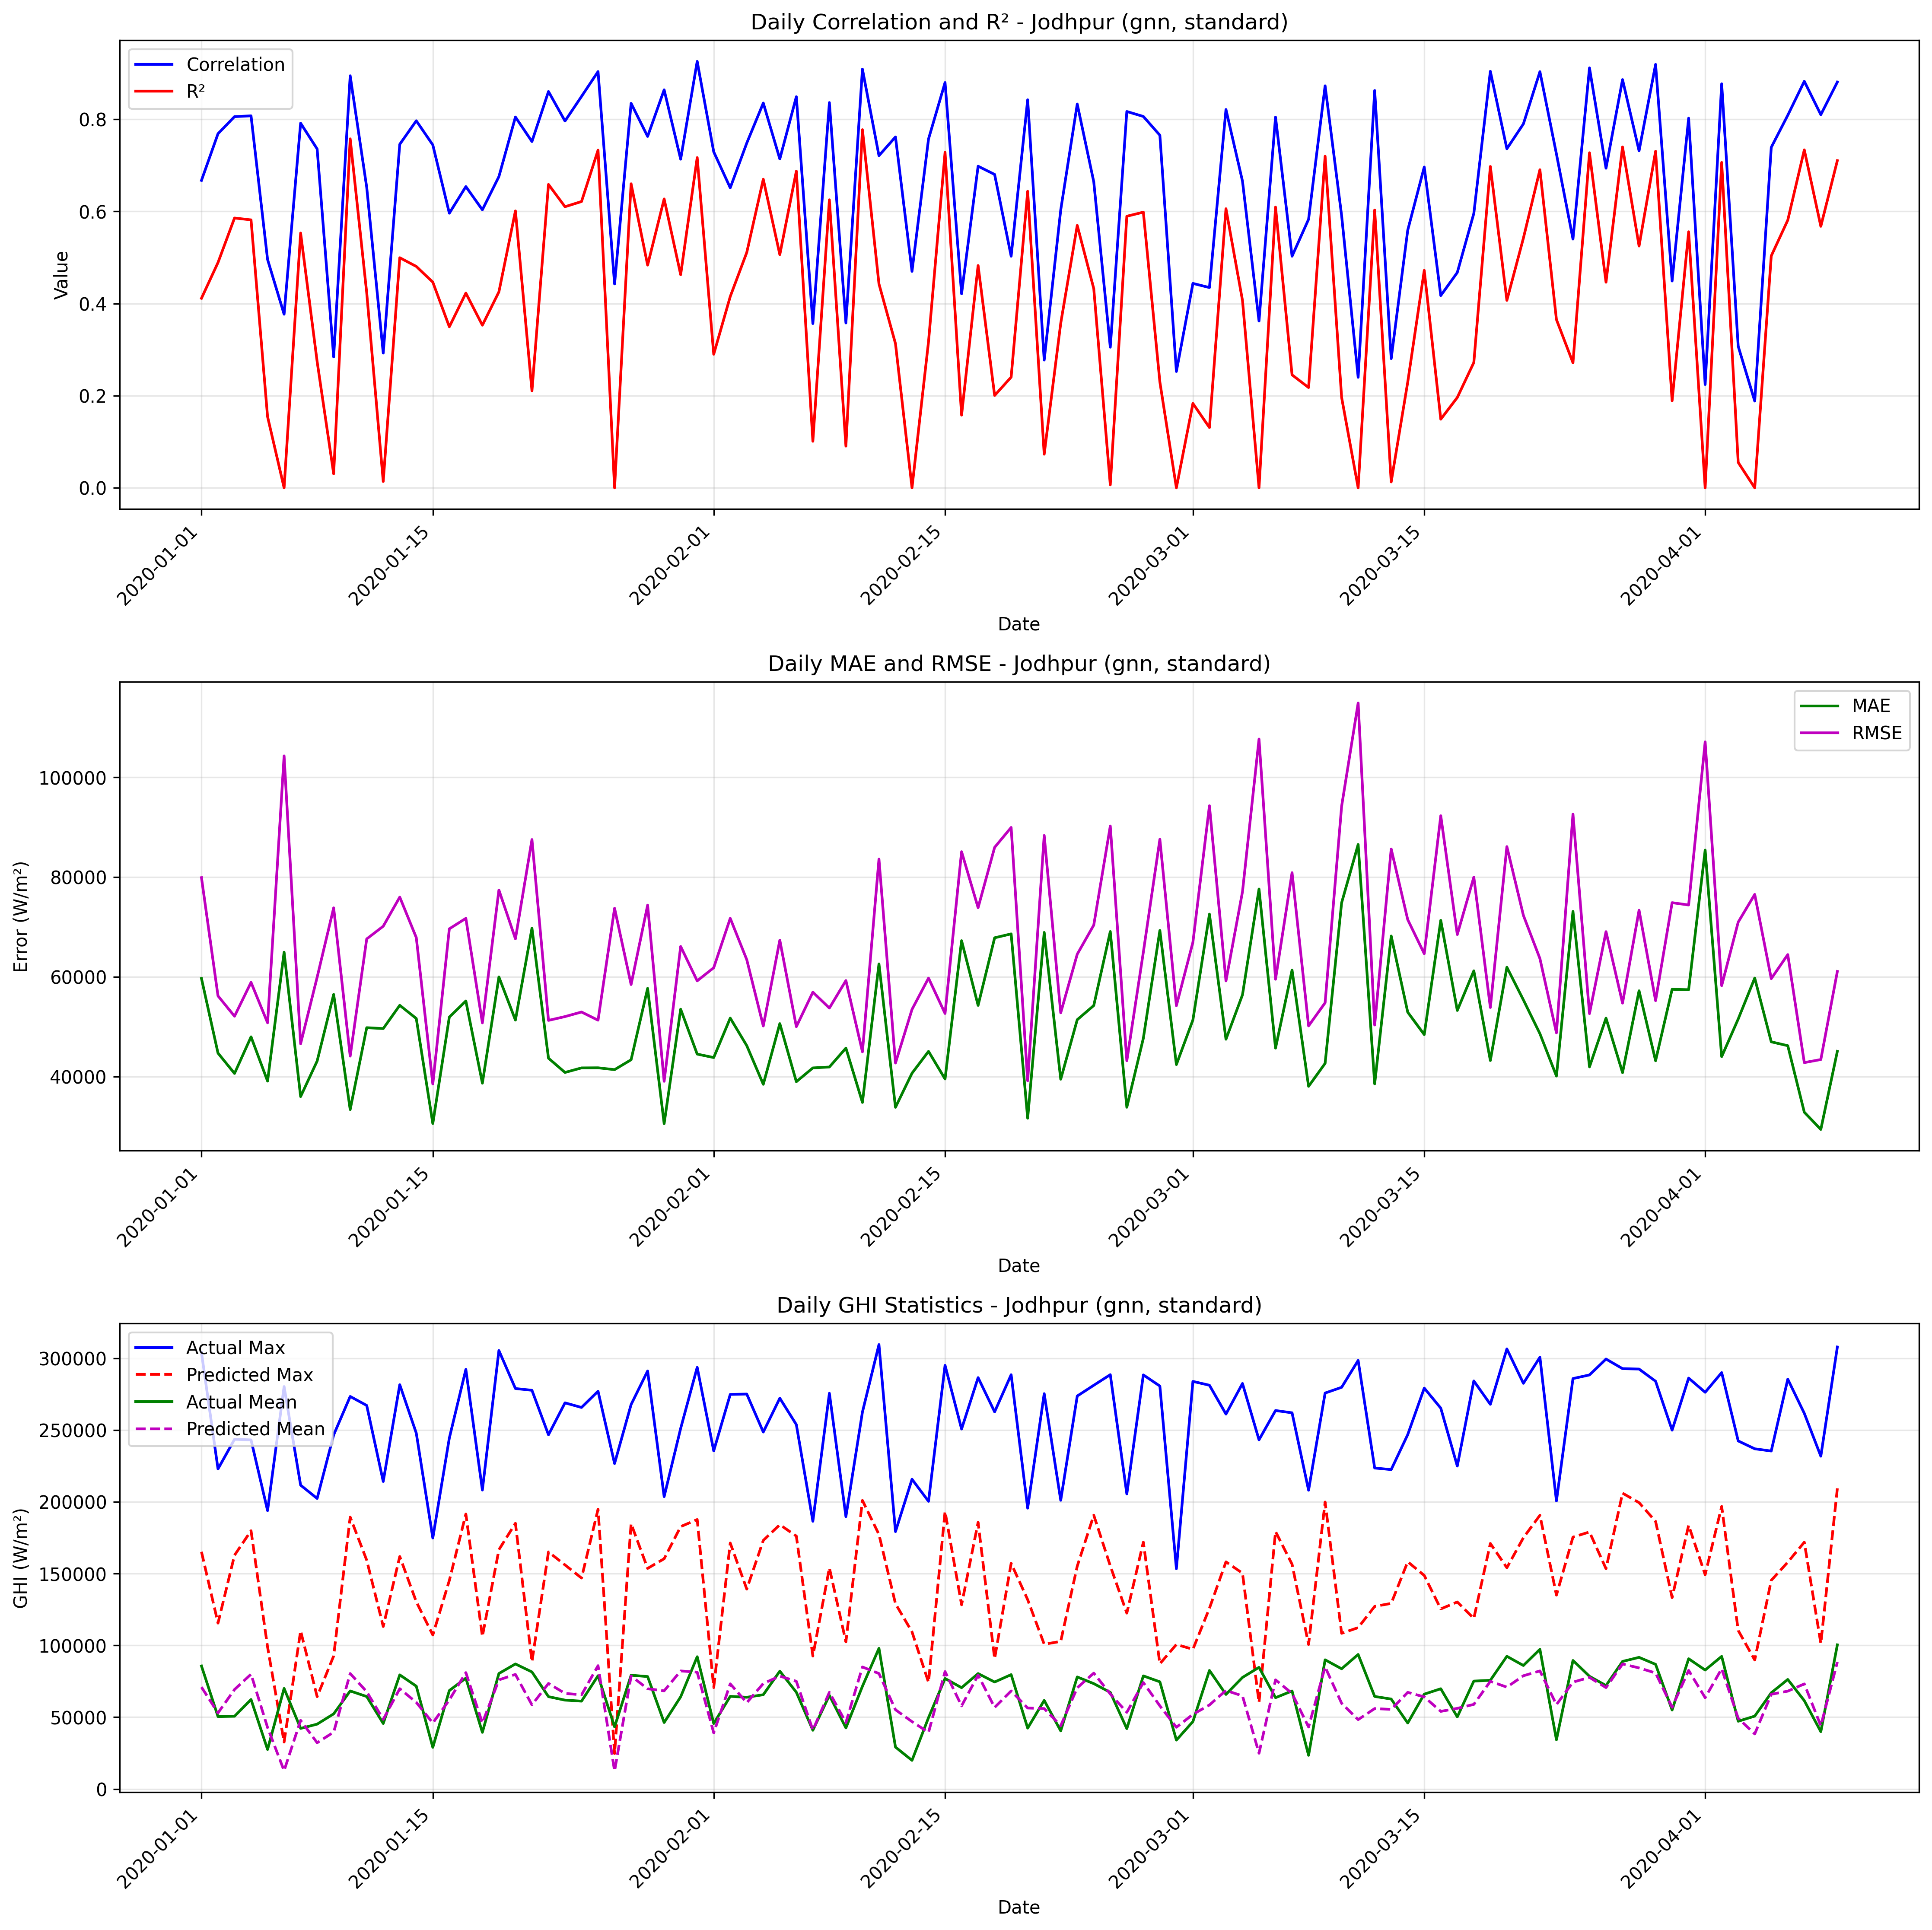 Daily Correlation and R² - Jodhpur (gnn, standard)
Correlation
R²
Value
0.8
0.6
0.4
0.2
0.0
2020-01-01
2020-01-15
2020-02-01
2020-02-15
2020-03-01
2020-03-15
2020-04-01
Date
Daily MAE and RMSE - Jodhpur (gnn, standard)
MAE
RMSE
Error (W/m²)
100000
80000
60000
40000
2020-01-01
2020-01-15
2020-02-01
2020-02-15
2020-03-01
2020-03-15
2020-04-01
Date
Daily GHI Statistics - Jodhpur (gnn, standard)
Actual Max
Predicted Max
Actual Mean
Predicted Mean
GHI (W/m²)
300000
250000
200000
150000
100000
50000
0
2020-01-01
2020-01-15
2020-02-01
2020-02-15
2020-03-01
2020-03-15
2020-04-01
Date